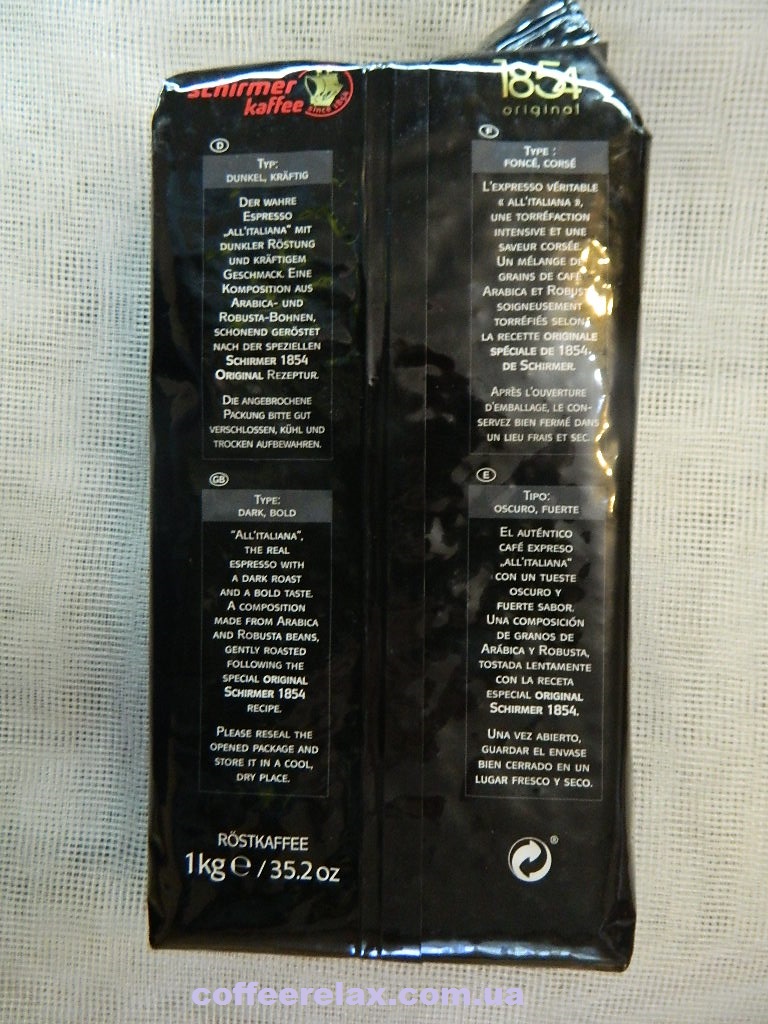 Schirmer
kaffee
since 1854
1854
original
D
Typ:
dunkel, kräftig
Der wahre
Espresso
„all'italiana" mit
dunkler Röstung
und kräftigem
Geschmack. Eine
Komposition aus
Arabica- und
Robusta-Bohnen,
schonend geröstet
nach der speziellen
Schirmer 1854
Original Rezeptur.
Die angebrochene
Packung bitte gut
verschlossen, kühl und
trocken aufbewahren.
F
Type :
foncé, corsé
L'expresso véritable
« all'italiana »,
une torréfaction
intensive et une
saveur corsée.
Un mélange de
grains de café
Arabica et Robusta
soigneusement
torréfiés selon
la recette originale
spéciale de 1854
de Schirmer.
Après l'ouverture
d'emballage, le con-
servez bien fermé dans
un lieu frais et sec.
GB
Type:
dark, bold
"All'italiana",
the real
espresso with
a dark roast
and a bold taste.
A composition
made from Arabica
and Robusta beans,
gently roasted
following the
special original
Schirmer 1854
recipe.
Please reseal the
opened package and
store it in a cool,
dry place.
E
Tipo:
oscuro, fuerte
El auténtico
café expreso
„all'italiana"
con un tueste
oscuro y
fuerte sabor.
Una composición
de granos de
Arábica y Robusta,
tostada lentamente
con la receta
especial original
Schirmer 1854.
Una vez abierto,
guardar el envase
bien cerrado en un
lugar fresco y seco.
RÖSTKAFFEE
1kg ℮ / 35.2 oz
®
coffeerelax.com.ua